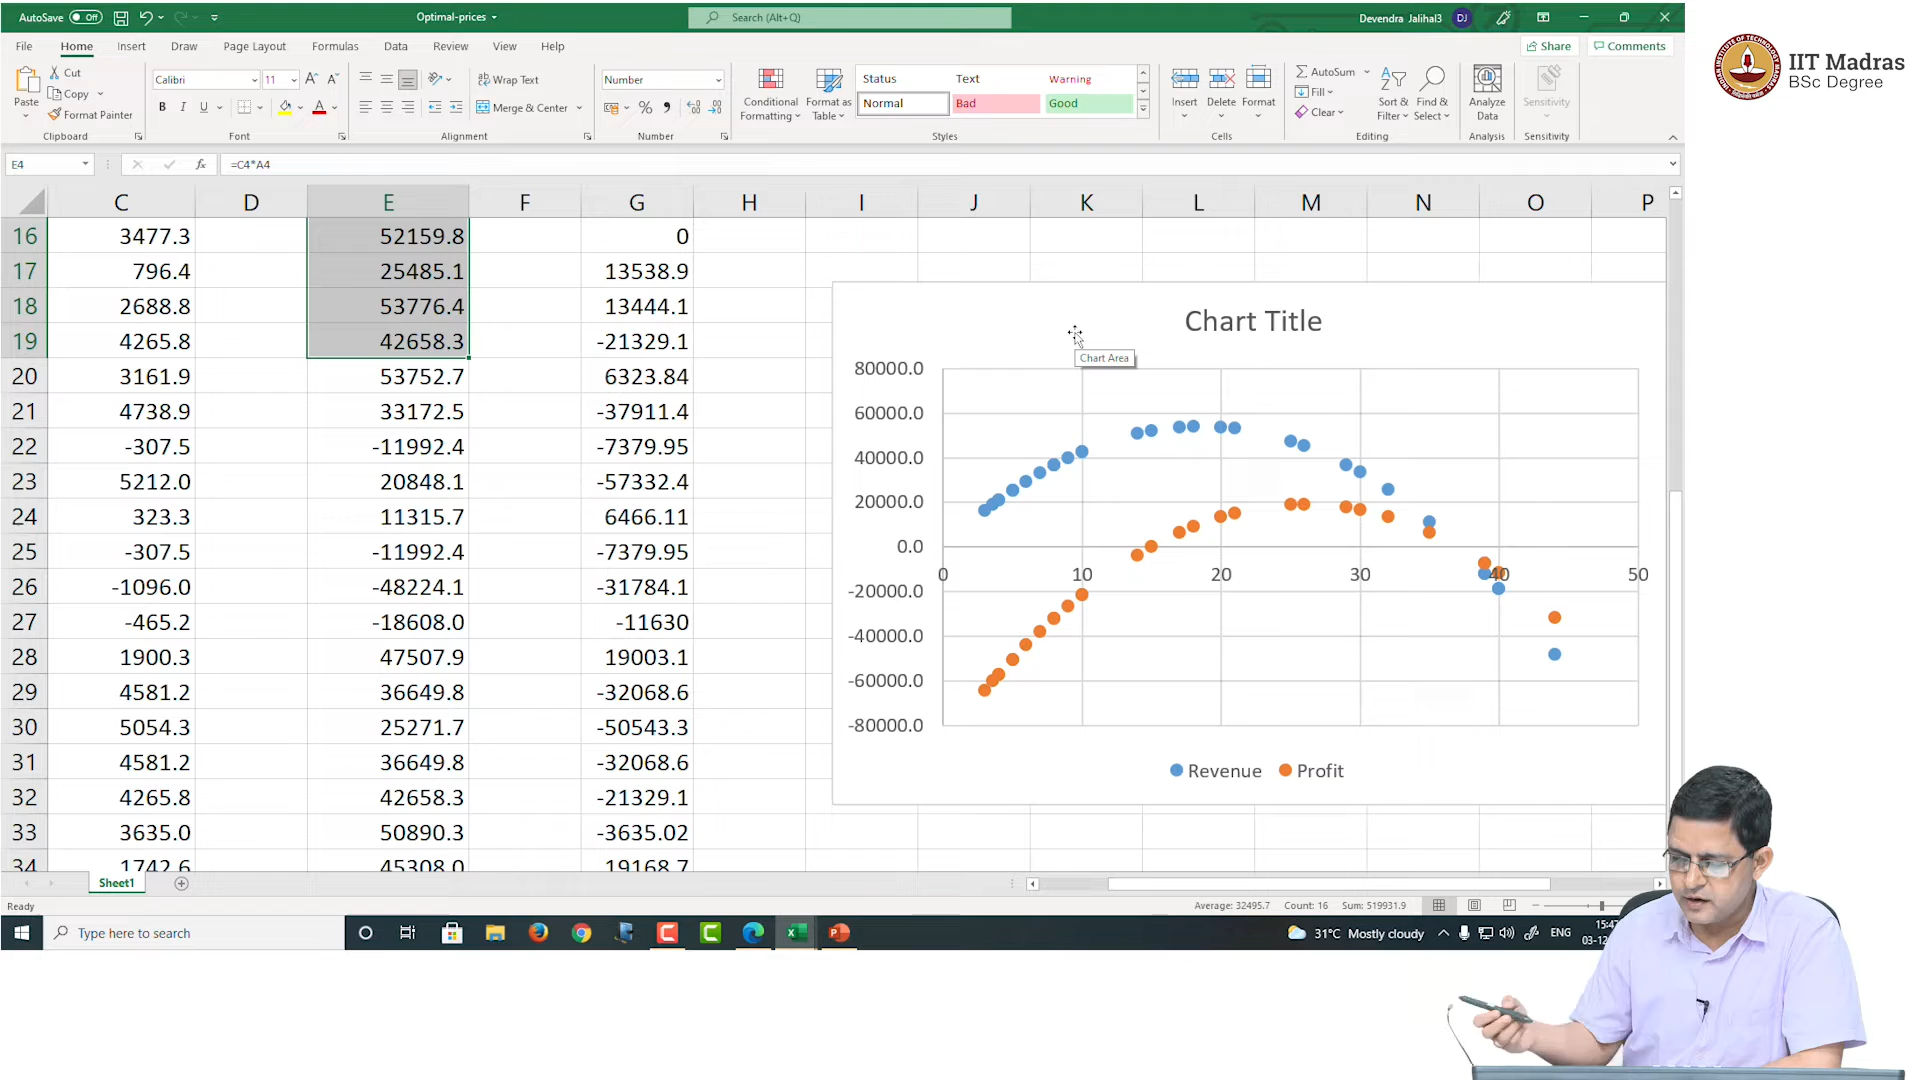 AutoSave Off
Optimal-prices
Search (Alt+Q)
Devendra Jalihal3 DJ
File Home Insert Draw Page Layout Formulas Data Review View Help
Share Comments
IIT Madras
BSc Degree
Paste
Cut
Copy
Format Painter
Clipboard
Calibri 11
B I U
Font
Wrap Text
Merge & Center
Alignment
Number
Number
Conditional Formatting
Format as Table
Status Text Warning
Normal Bad Good
Styles
Insert Delete Format
Cells
AutoSum
Fill
Clear
Sort & Filter
Find & Select
Editing
Analyze Data
Analysis
Sensitivity
Sensitivity
E4 fx =C4*A4
C D E F G H I J K L M N O P
16 3477.3 52159.8 0
17 796.4 25485.1 13538.9
18 2688.8 53776.4 13444.1
19 4265.8 42658.3 -21329.1
20 3161.9 53752.7 6323.84
21 4738.9 33172.5 -37911.4
22 -307.5 -11992.4 -7379.95
23 5212.0 20848.1 -57332.4
24 323.3 11315.7 6466.11
25 -307.5 -11992.4 -7379.95
26 -1096.0 -48224.1 -31784.1
27 -465.2 -18608.0 -11630
28 1900.3 47507.9 19003.1
29 4581.2 36649.8 -32068.6
30 5054.3 25271.7 -50543.3
31 4581.2 36649.8 -32068.6
32 4265.8 42658.3 -21329.1
33 3635.0 50890.3 -3635.02
34 1742.6 45308.0 19168.7
Chart Title
Chart Area
80000.0
60000.0
40000.0
20000.0
0.0
0 10 20 30 40 50
-20000.0
-40000.0
-60000.0
-80000.0
Revenue Profit
Sheet1
Ready
Average: 32495.7 Count: 16 Sum: 519931.9
Type here to search
31°C Mostly cloudy
ENG